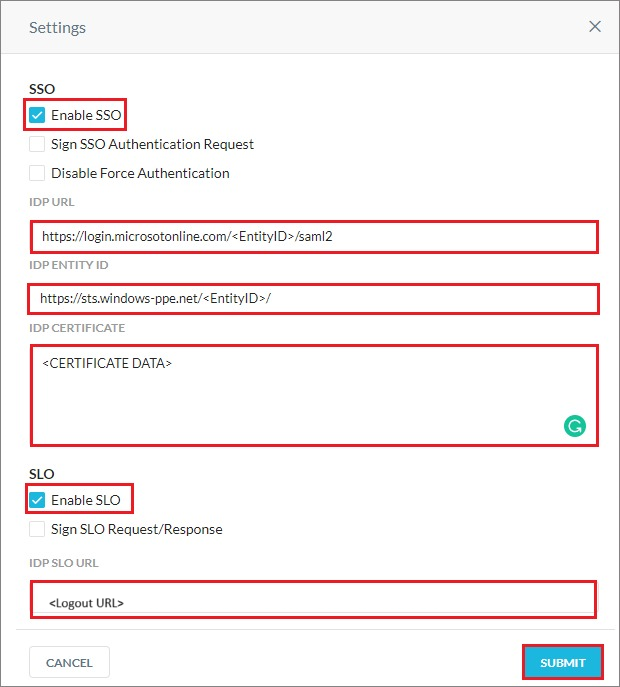 Settings
SSO
Enable SSO
Sign SSO Authentication Request
Disable Force Authentication
IDP URL
https://login.microsotonline.com/<EntityID>/saml2
IDP ENTITY ID
https://sts.windows-ppe.net/<EntityID>/
IDP CERTIFICATE
<CERTIFICATE DATA>
SLO
Enable SLO
Sign SLO Request/Response
IDP SLO URL
<Logout URL>
CANCEL
SUBMIT